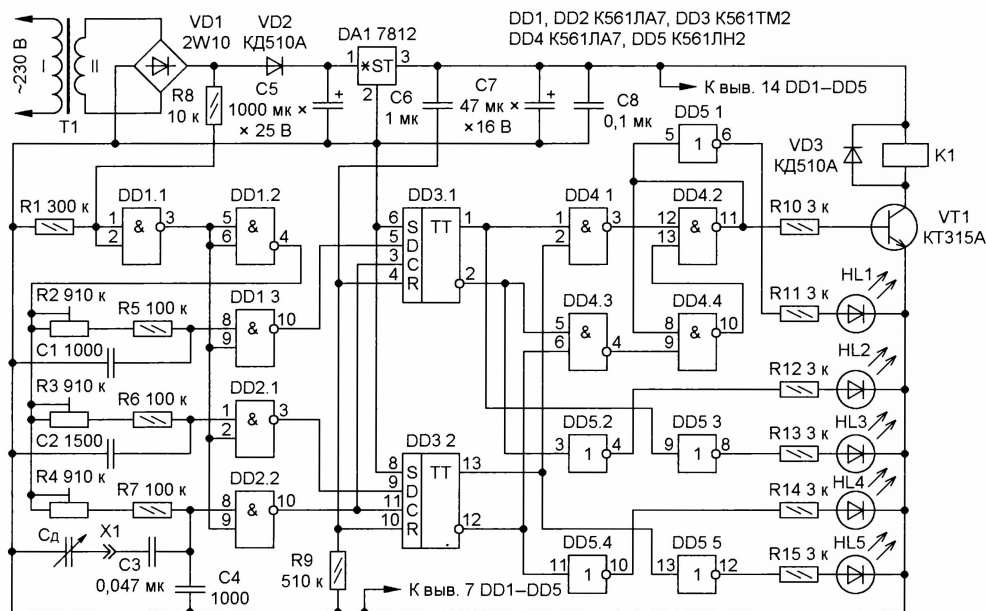 VD1
2W10
VD2
КД510А
DA1 7812
DD1, DD2 К561ЛА7, DD3 К561ТМ2
DD4 К561ЛА7, DD5 К561ЛН2
~230 В
I
II
T1
R8
10 к
C5
1000 мк ×
× 25 В
+
1
*ST
3
2
C6
1 мк
C7
47 мк ×
×16 В
+
C8
0,1 мк
К выв. 14 DD1–DD5
DD5 1
5
1
6
VD3
КД510А
K1
R1 300 к
DD1.1
1
2
&
3
DD1.2
5
6
&
4
DD3.1
6
5
3
4
S
D
C
R
TT
1
2
DD4 1
1
2
&
3
DD4.2
12
13
&
11
R10 3 к
VT1
КТ315А
R2 910 к
R5 100 к
C1 1000
DD1 3
8
9
&
10
DD4.3
5
6
&
4
DD4.4
8
9
&
10
R11 3 к
HL1
R3 910 к
R6 100 к
C2 1500
DD2.1
1
2
&
3
R12 3 к
HL2
DD5.2
3
1
4
DD5 3
9
1
8
R13 3 к
HL3
R4 910 к
R7 100 к
DD2.2
8
9
&
10
DD3 2
8
9
11
10
S
D
C
R
TT
13
12
R14 3 к
HL4
Cд
X1
C3
0,047 мк
C4
1000
R9
510 к
DD5.4
11
1
10
DD5 5
13
1
12
R15 3 к
HL5
К выв. 7 DD1–DD5